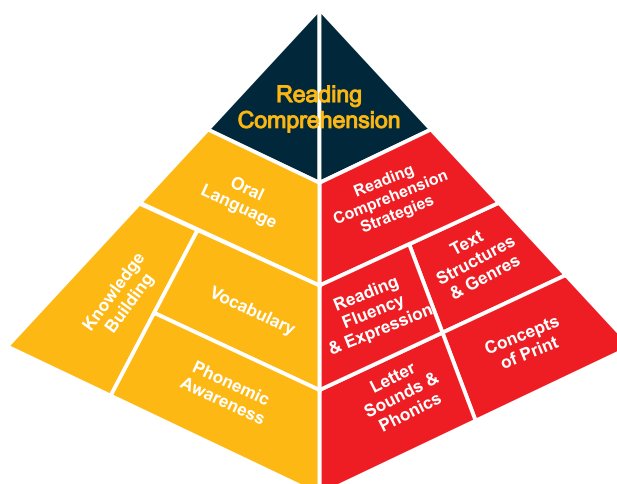 Reading
Comprehension
Oral
Language
Reading
Comprehension
Strategies
Knowledge
Building
Vocabulary
Reading
Fluency
& Expression
Text
Structures
& Genres
Phonemic
Awareness
Letter
Sounds &
Phonics
Concepts
of Print